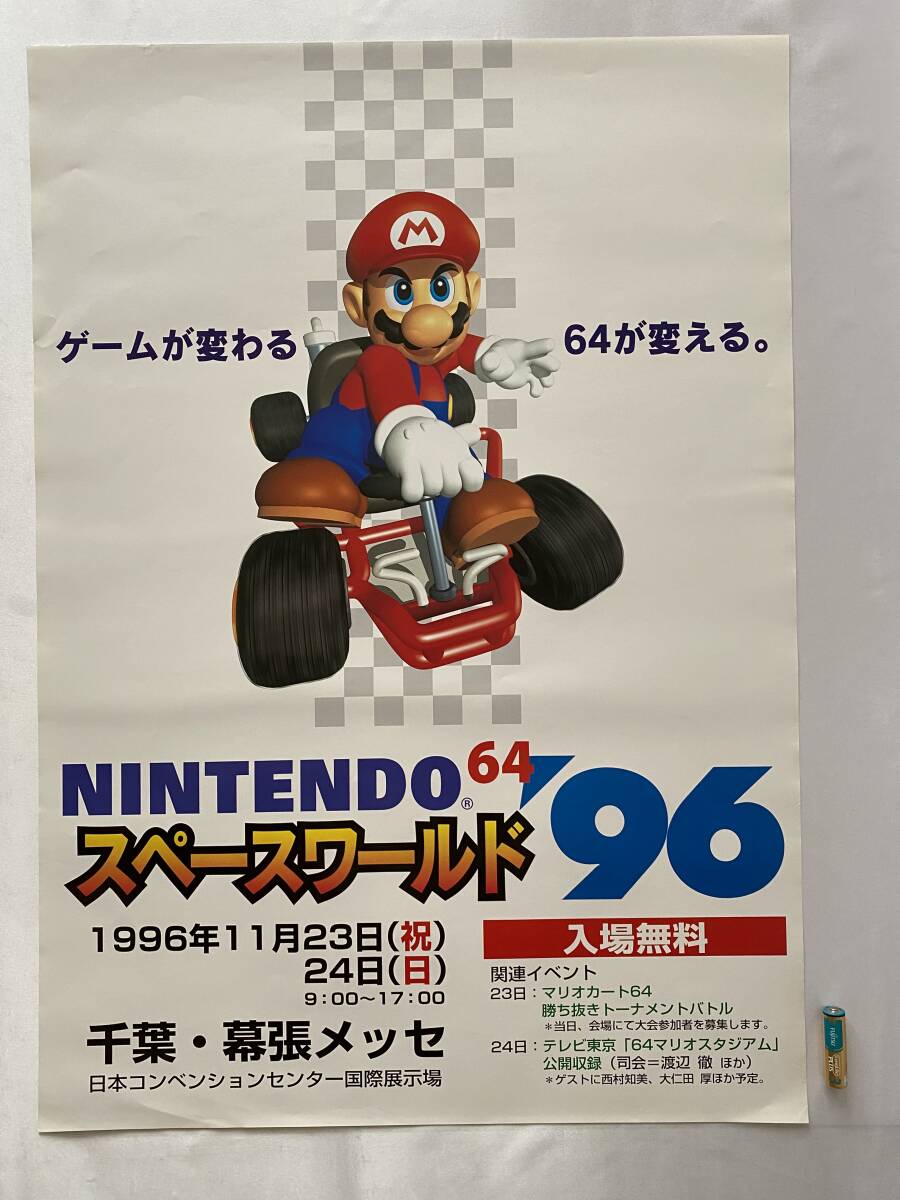 M
ゲームが変わる
64が変える。
NINTENDO64 ’96
®
スペースワールド
1996年11月23日(祝)
24日(日)
9:00～17:00
千葉・幕張メッセ
日本コンベンションセンター国際展示場
入場無料
関連イベント
23日：マリオカート64
勝ち抜きトーナメントバトル
＊当日、会場にて大会参加者を募集します。
24日：テレビ東京「64マリオスタジアム」
公開収録（司会＝渡辺 徹 ほか）
＊ゲストに西村知美、大仁田 厚ほか予定。
FUJITSU